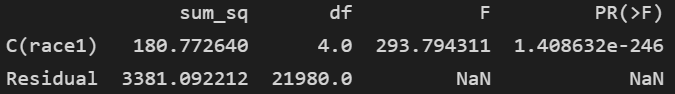 sum_sq df F PR(>F)
C(race1) 180.772640 4.0 293.794311 1.408632e-246
Residual 3381.092212 21980.0 NaN NaN